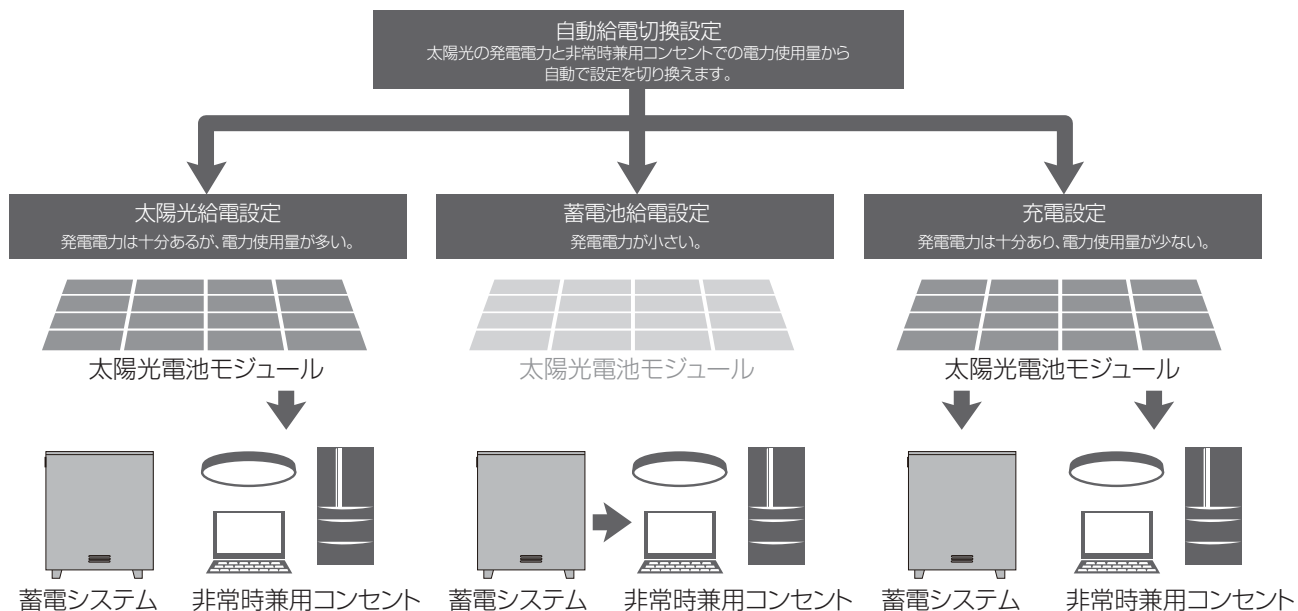 自動給電切換設定
太陽光の発電電力と非常時兼用コンセントでの電力使用量から
自動で設定を切り換えます。
太陽光給電設定
発電電力は十分あるが、電力使用量が多い。
蓄電池給電設定
発電電力が小さい。
充電設定
発電電力は十分あり、電力使用量が少ない。
太陽光電池モジュール
太陽光電池モジュール
太陽光電池モジュール
蓄電システム
非常時兼用コンセント
蓄電システム
非常時兼用コンセント
蓄電システム
非常時兼用コンセント